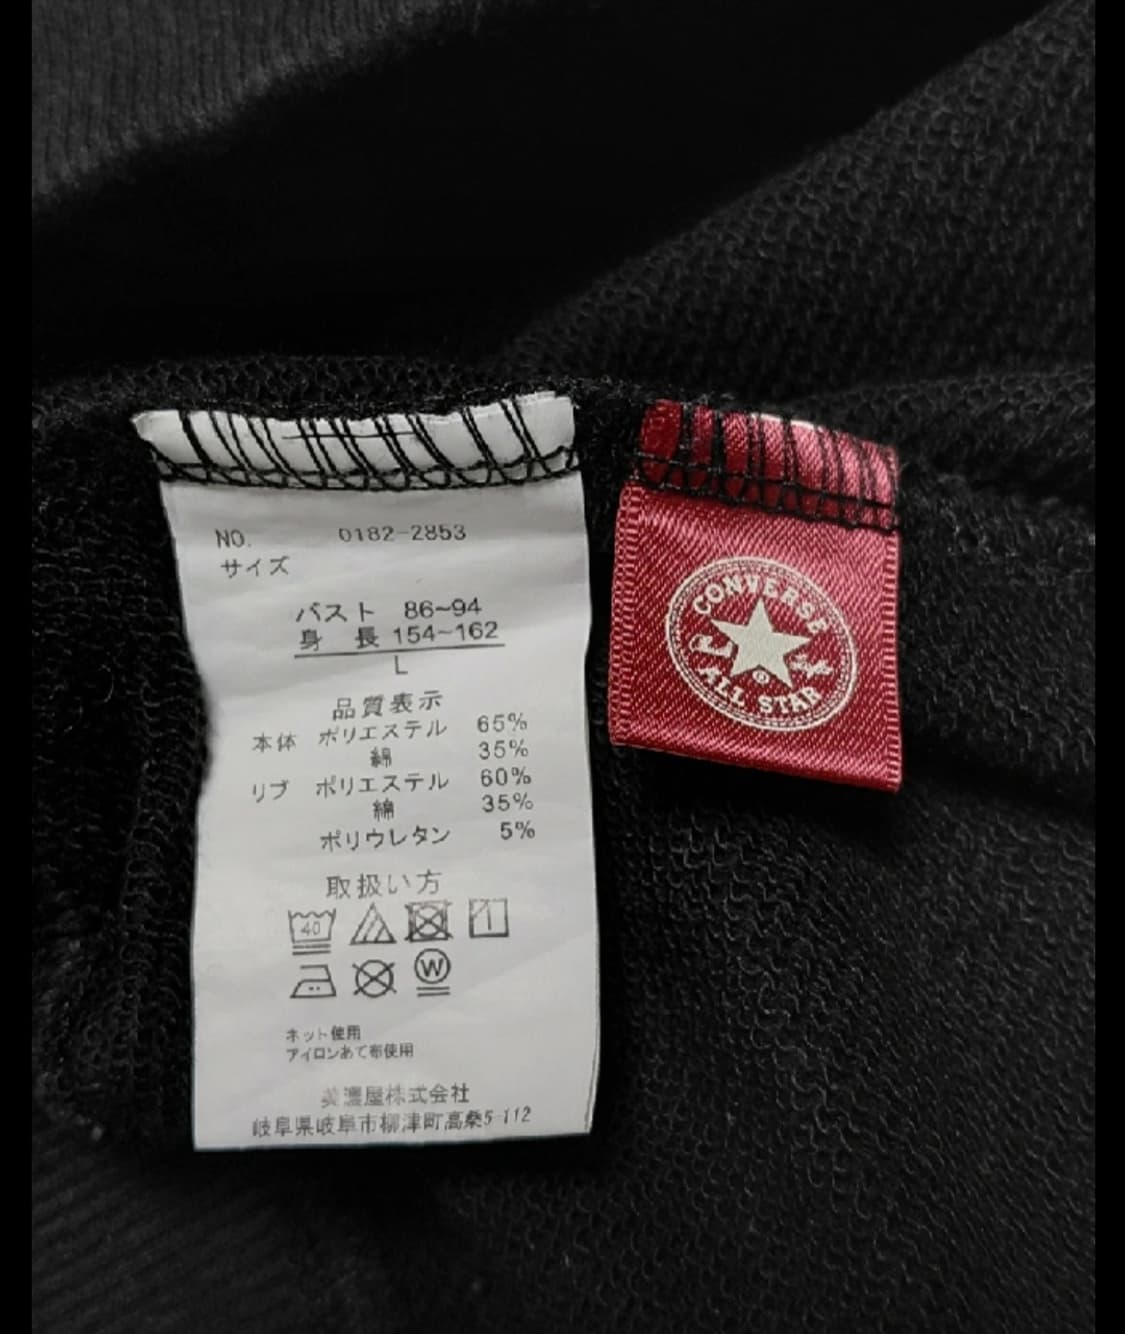 NO. 0182-2853
サイズ
バスト 86~94
身 長 154~162
L
品質表示
本体 ポリエステル 65%
綿 35%
リブ ポリエステル 60%
綿 35%
ポリウレタン 5%
取扱い方
40
W
ネット使用
アイロンあて布使用
美濃屋株式会社
岐阜県岐阜市柳津町高桑5-112
CONVERSE
ALL STAR